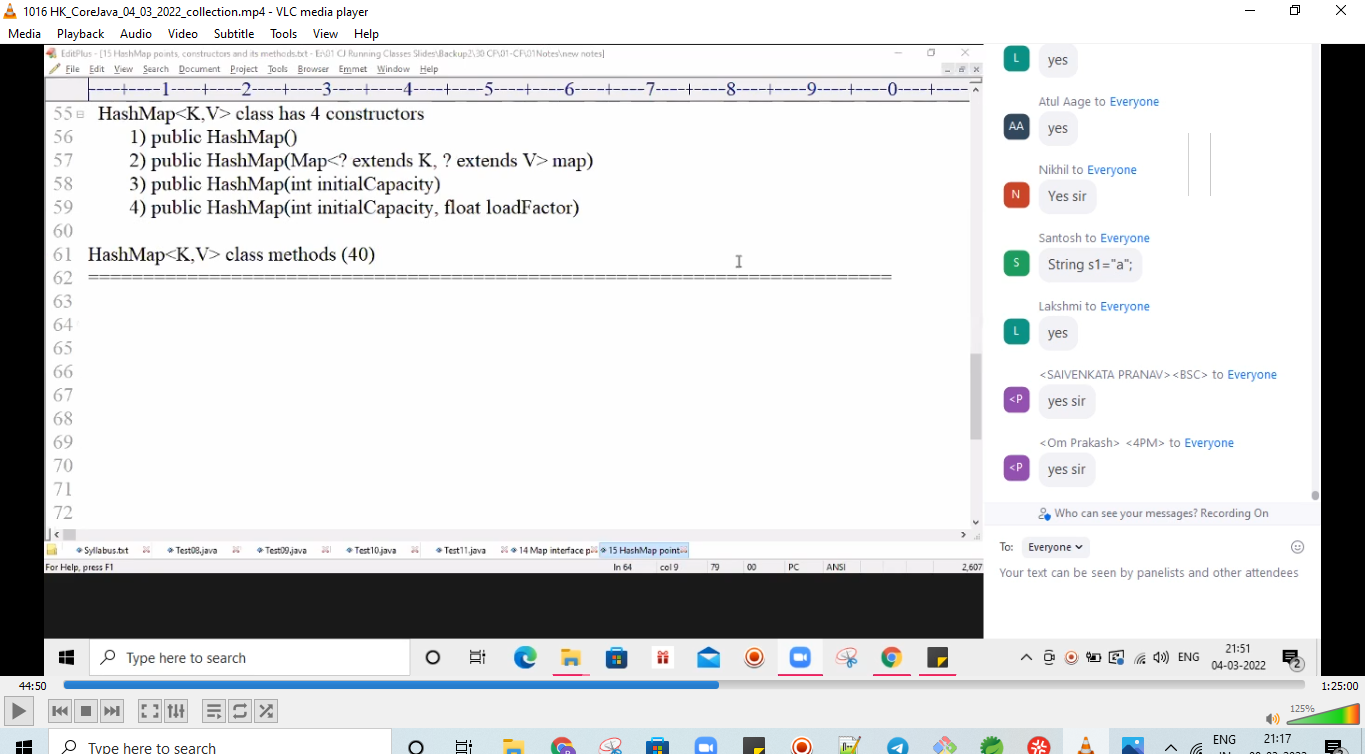 1016 HK_CoreJava_04_03_2022_collection.mp4 - VLC media player
Media Playback Audio Video Subtitle Tools View Help
EditPlus - [15 HashMap points, constructors and its methods.txt - E:\01 CJ Running Classes Slides\Backup2\30 CF\01-CF\01Notes\new notes]
File Edit View Search Document Project Tools Browser Emmet Window Help
|----+----1----+----2----+----3----+----4----+----5----+----6----+----7----+----8----+----9----+----0----+----
55 HashMap<K,V> class has 4 constructors
56 1) public HashMap()
57 2) public HashMap(Map<? extends K, ? extends V> map)
58 3) public HashMap(int initialCapacity)
59 4) public HashMap(int initialCapacity, float loadFactor)
60
61 HashMap<K,V> class methods (40)
62 =========================================================================
63
64
65
66
67
68
69
70
71
72
Syllabus.txt Test08.java Test09.java Test10.java Test11.java 14 Map interface p 15 HashMap point
For Help, press F1 ln 64 col 9 79 00 PC ANSI 2,607
L yes
Atul Aage to Everyone
AA yes
Nikhil to Everyone
N Yes sir
Santosh to Everyone
S String s1="a";
Lakshmi to Everyone
L yes
<SAIVENKATA PRANAV><BSC> to Everyone
<P yes sir
<Om Prakash> <4PM> to Everyone
<P yes sir
Who can see your messages? Recording On
To: Everyone
Your text can be seen by panelists and other attendees
Type here to search
ENG
21:51
04-03-2022
2
44:50
1:25:00
125%
Type here to search
ENG
21:17